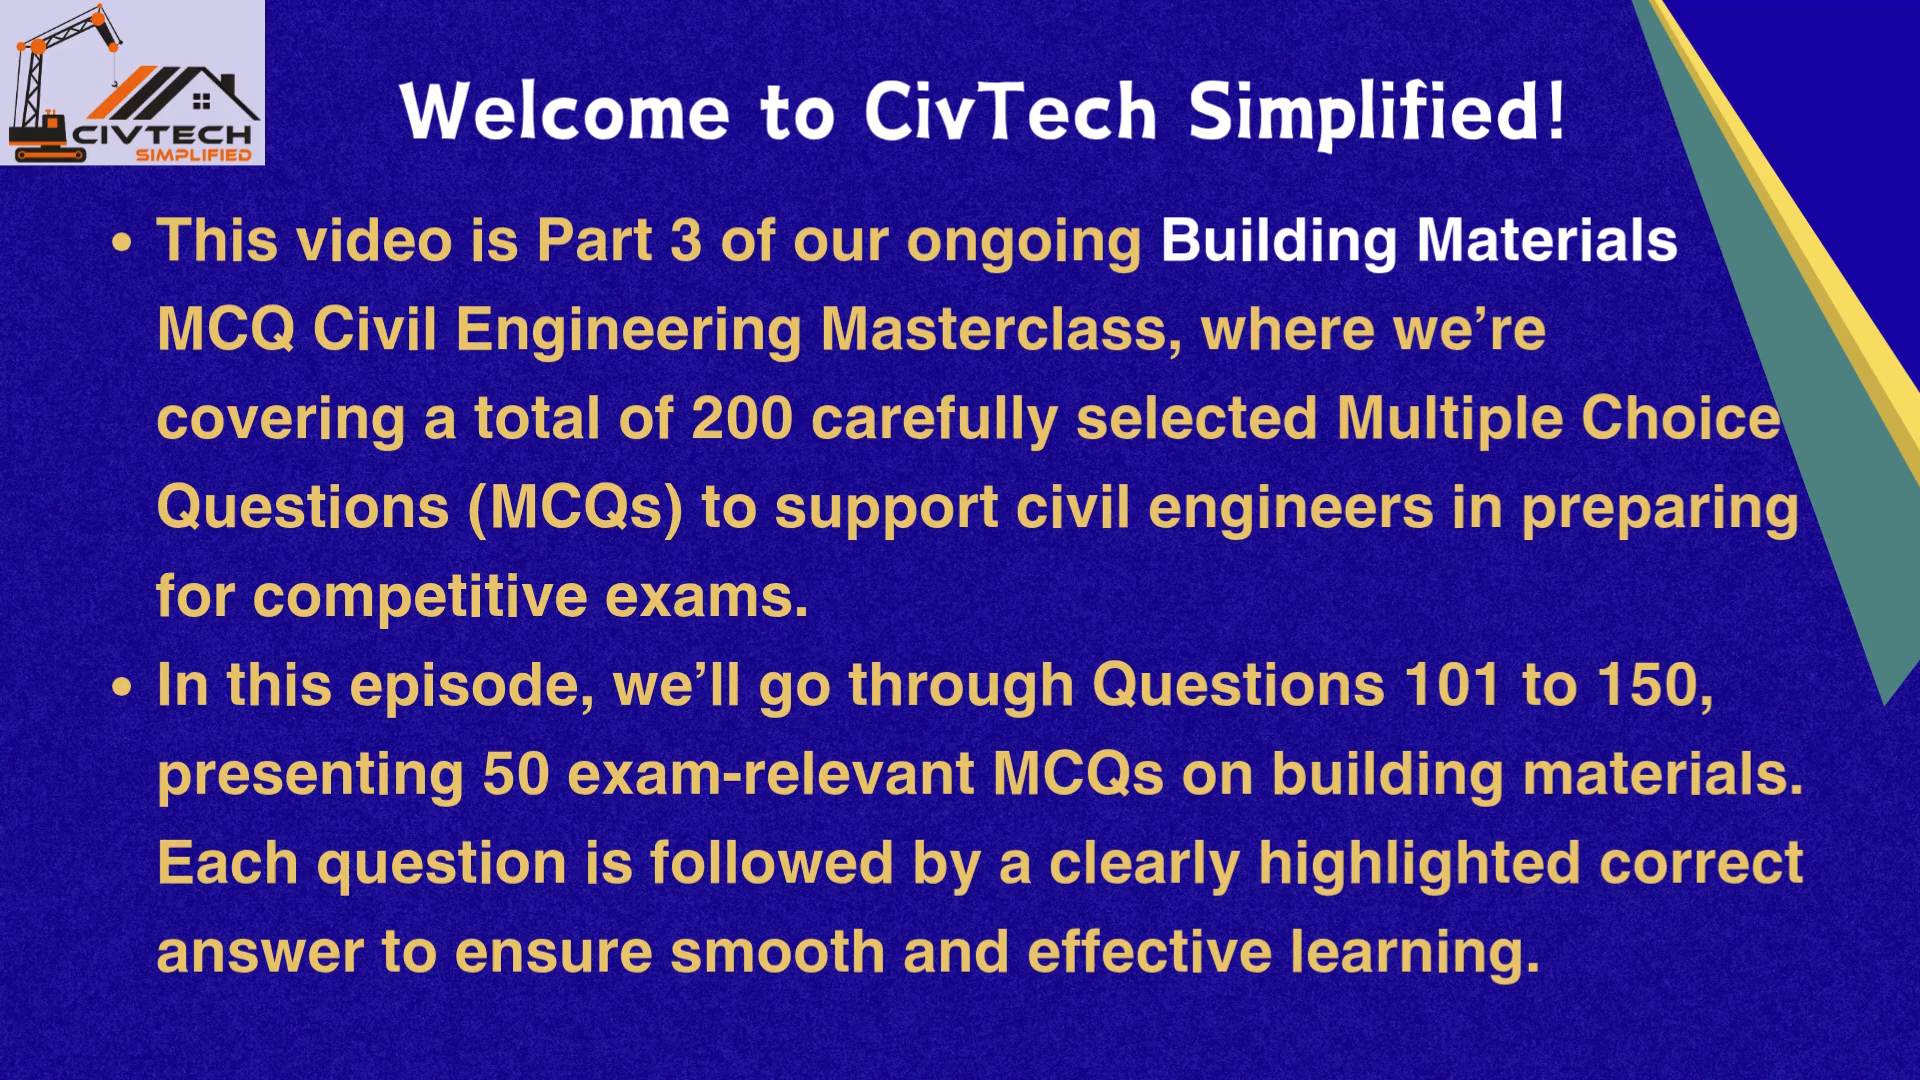 CIVTECH
SIMPLIFIED
Welcome to CivTech Simplified!
• This video is Part 3 of our ongoing Building Materials
MCQ Civil Engineering Masterclass, where we’re
covering a total of 200 carefully selected Multiple Choice
Questions (MCQs) to support civil engineers in preparing
for competitive exams.
• In this episode, we’ll go through Questions 101 to 150,
presenting 50 exam-relevant MCQs on building materials.
Each question is followed by a clearly highlighted correct
answer to ensure smooth and effective learning.